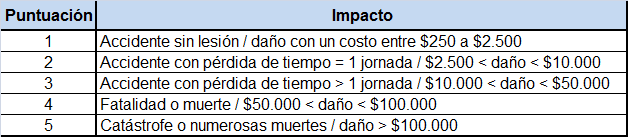 Puntuación Impacto
1 Accidente sin lesión / daño con un costo entre $250 a $2.500
2 Accidente con pérdida de tiempo = 1 jornada / $2.500 < daño < $10.000
3 Accidente con pérdida de tiempo > 1 jornada / $10.000 < daño < $50.000
4 Fatalidad o muerte / $50.000 < daño < $100.000
5 Catástrofe o numerosas muertes / daño > $100.000